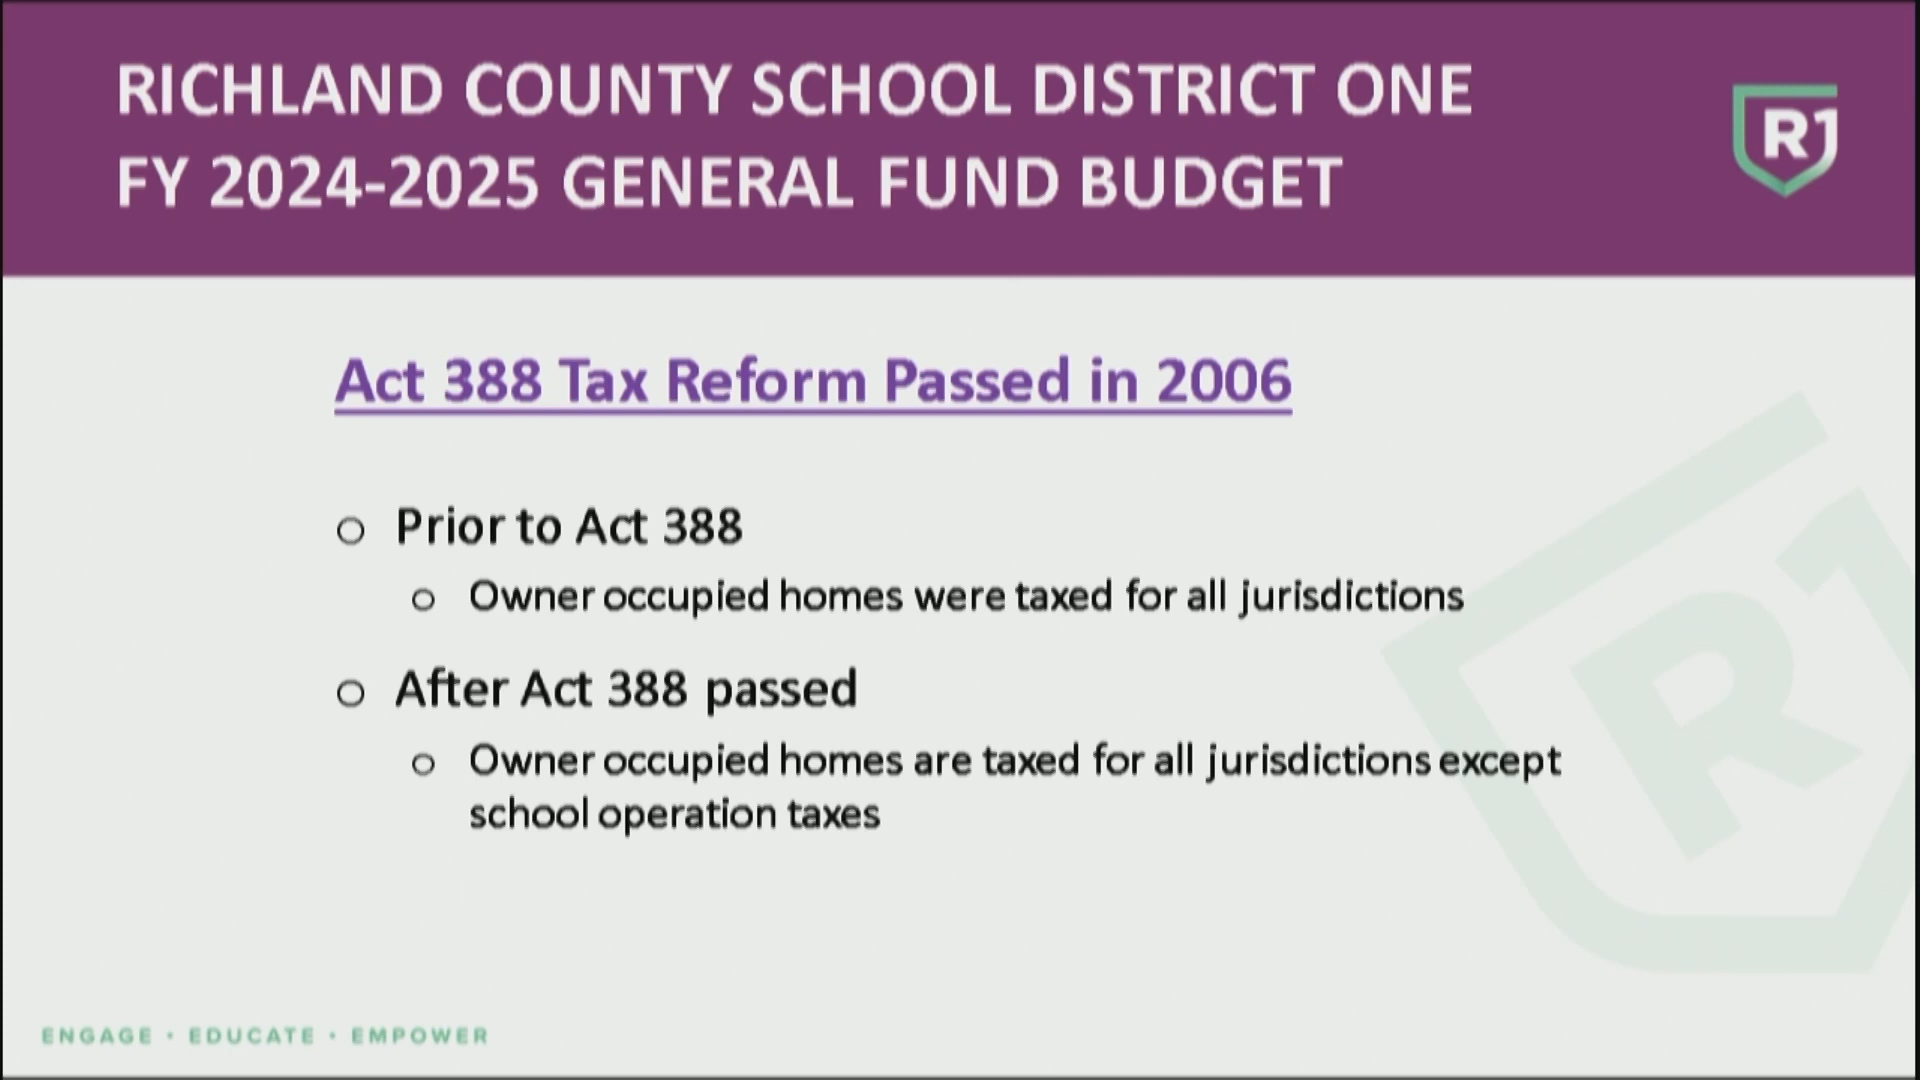 RICHLAND COUNTY SCHOOL DISTRICT ONE
FY 2024-2025 GENERAL FUND BUDGET
R1
Act 388 Tax Reform Passed in 2006
o Prior to Act 388
o Owner occupied homes were taxed for all jurisdictions
o After Act 388 passed
o Owner occupied homes are taxed for all jurisdictions except
school operation taxes
R1
ENGAGE • EDUCATE • EMPOWER